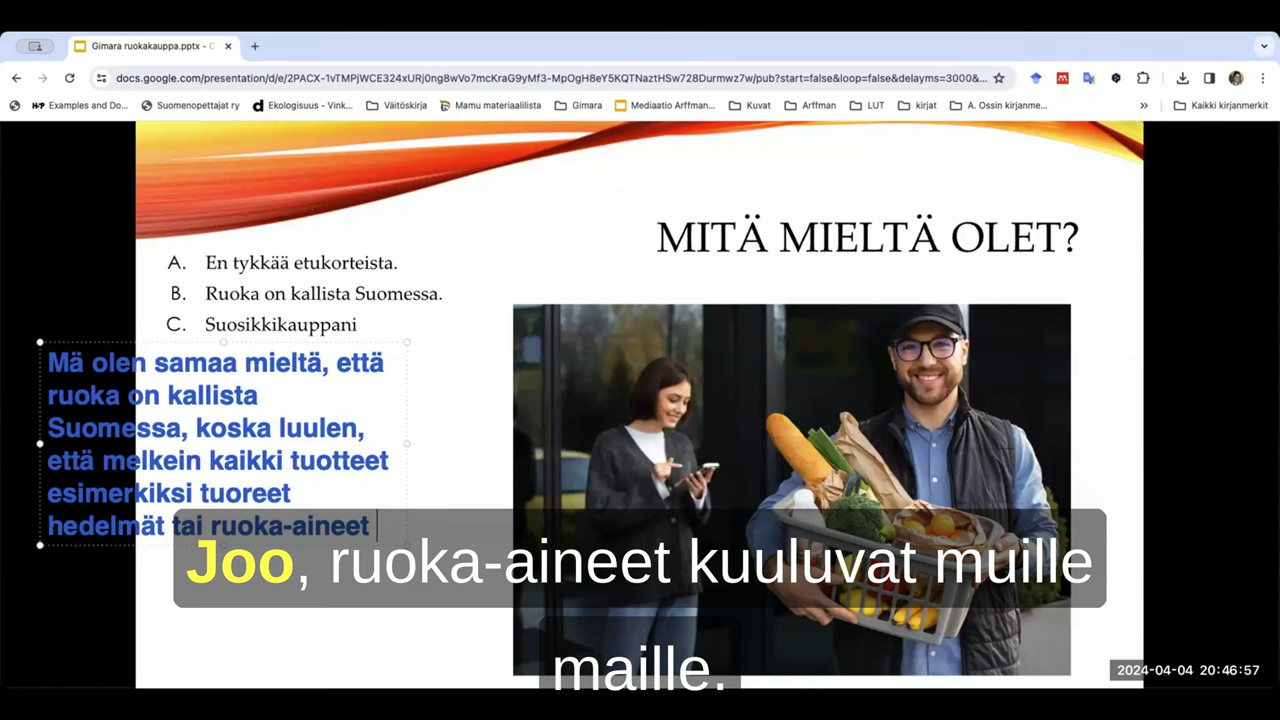 Gimara ruokakauppa.pptx - G
docs.google.com/presentation/d/e/2PACX-1vTMPjWCE324xURj0ng8wVo7mcKraG9yMf3-MpOgH8eY5KQTNaztHSw728Durmwz7w/pub?start=false&loop=false&delayms=3000&...
Examples and Do...
Suomenopettajat ry
Ekologisuus - Vink...
Väitöskirja
Mamu materiaalilista
Gimara
Mediaatio Arffman...
Kuvat
Arffman
LUT
kirjat
A. Ossin kirjanme...
»
Kaikki kirjanmerkit
MITÄ MIELTÄ OLET?
A. En tykkää etukorteista.
B. Ruoka on kallista Suomessa.
C. Suosikkikauppani
Mä olen samaa mieltä, että
ruoka on kallista
Suomessa, koska luulen,
että melkein kaikki tuotteet
esimerkiksi tuoreet
hedelmät tai ruoka-aineet
Joo, ruoka-aineet kuuluvat muille
maille.
2024-04-04 20:46:57